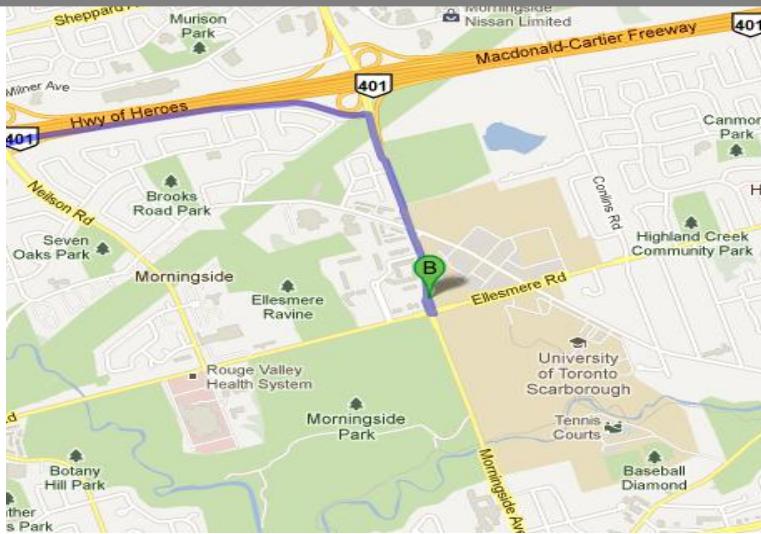 Sheppard
Murison
Park
Morningside
Nissan Limited
401
Macdonald-Cartier Freeway
401
Milner Ave
Hwy of Heroes
401
Canmor
Park
Neilson Rd
Brooks
Road Park
Conlins Rd
H
Seven
Oaks Park
Highland Creek
Community Park
Morningside
B
Ellesmere
Ravine
Ellesmere Rd
University
of Toronto
Scarborough
Rouge Valley
Health System
Rd
Morningside
Park
Tennis
Courts
Morningside Ave
Botany
Hill Park
Baseball
Diamond
ther
s Park